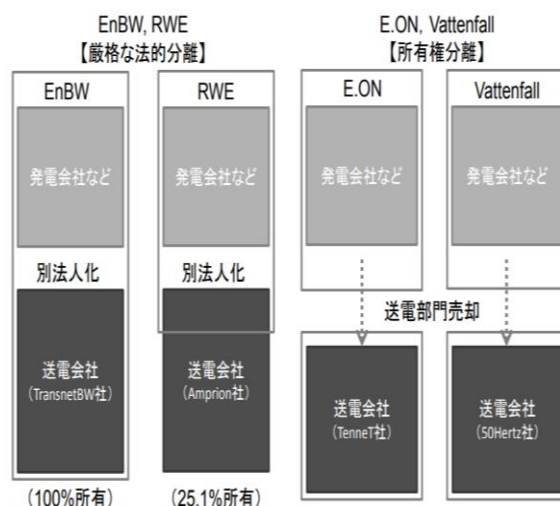 EnBW, RWE
【厳格な法的分離】
E.ON, Vattenfall
【所有権分離】
EnBW
RWE
E.ON
Vattenfall
発電会社など
発電会社など
発電会社など
発電会社など
別法人化
別法人化
送電部門売却
送電会社
(TransnetBW社)
送電会社
(Amprion社)
送電会社
(TenneT社)
送電会社
(50Hertz社)
(100%所有)
(25.1%所有)